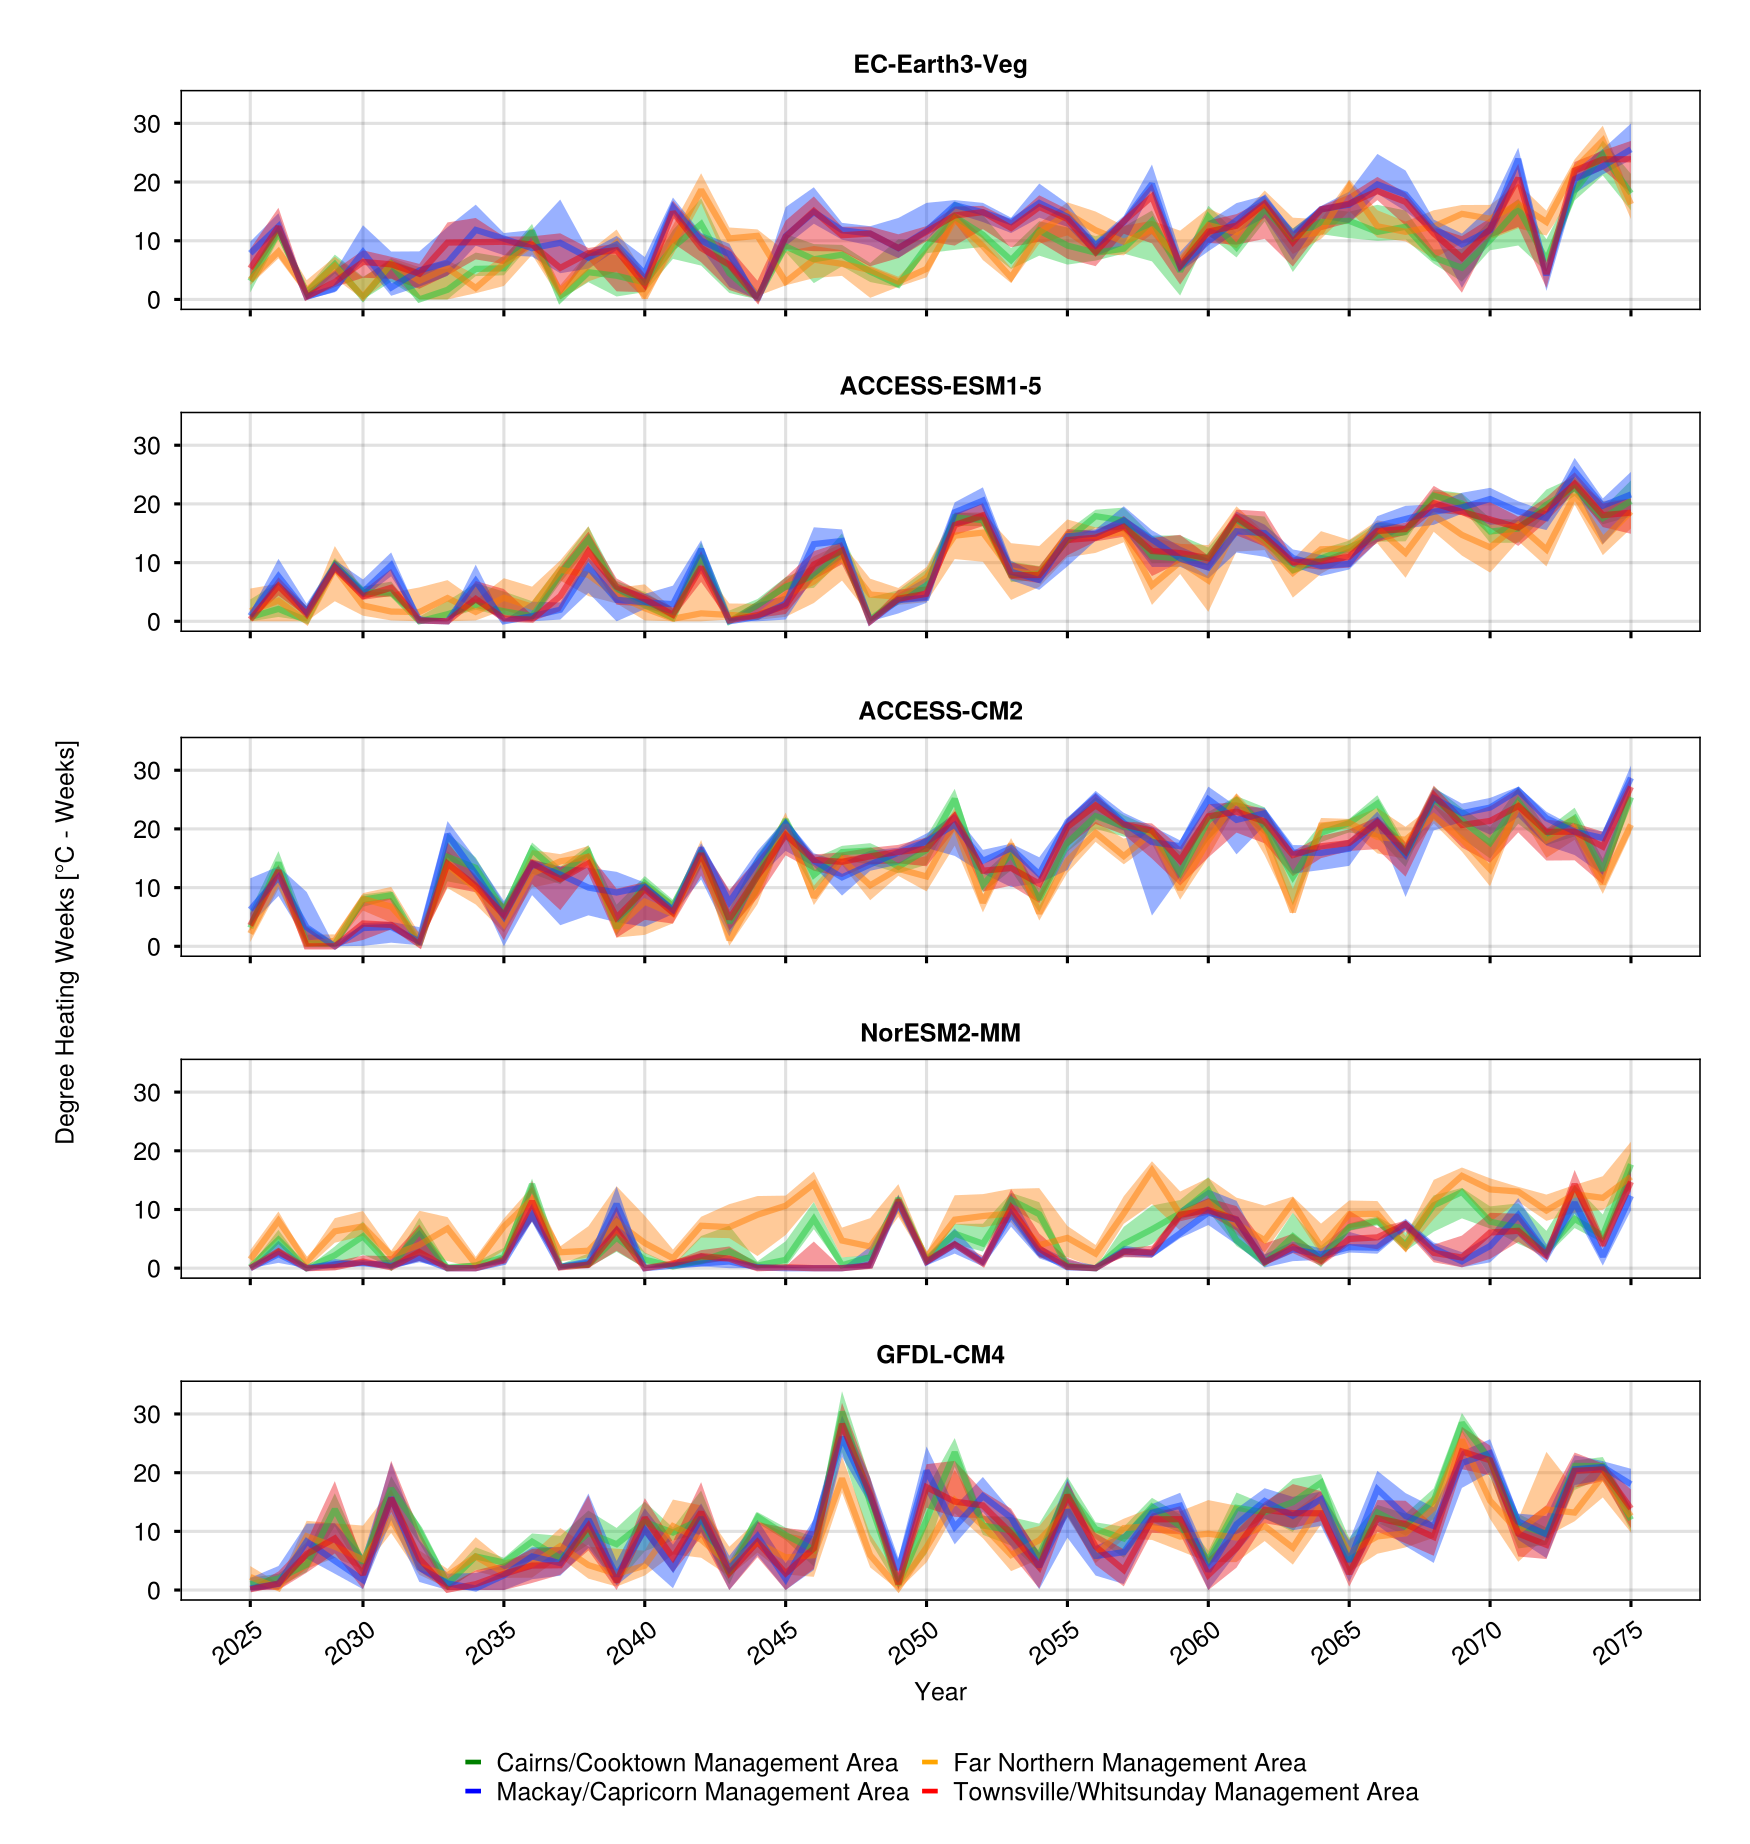 EC-Earth3-Veg
30
20
10
0
ACCESS-ESM1-5
30
20
10
0
ACCESS-CM2
30
20
10
0
Degree Heating Weeks [°C - Weeks]
NorESM2-MM
30
20
10
0
GFDL-CM4
30
20
10
0
2025 2030 2035 2040 2045 2050 2055 2060 2065 2070 2075
Year
Cairns/Cooktown Management Area Far Northern Management Area
Mackay/Capricorn Management Area Townsville/Whitsunday Management Area